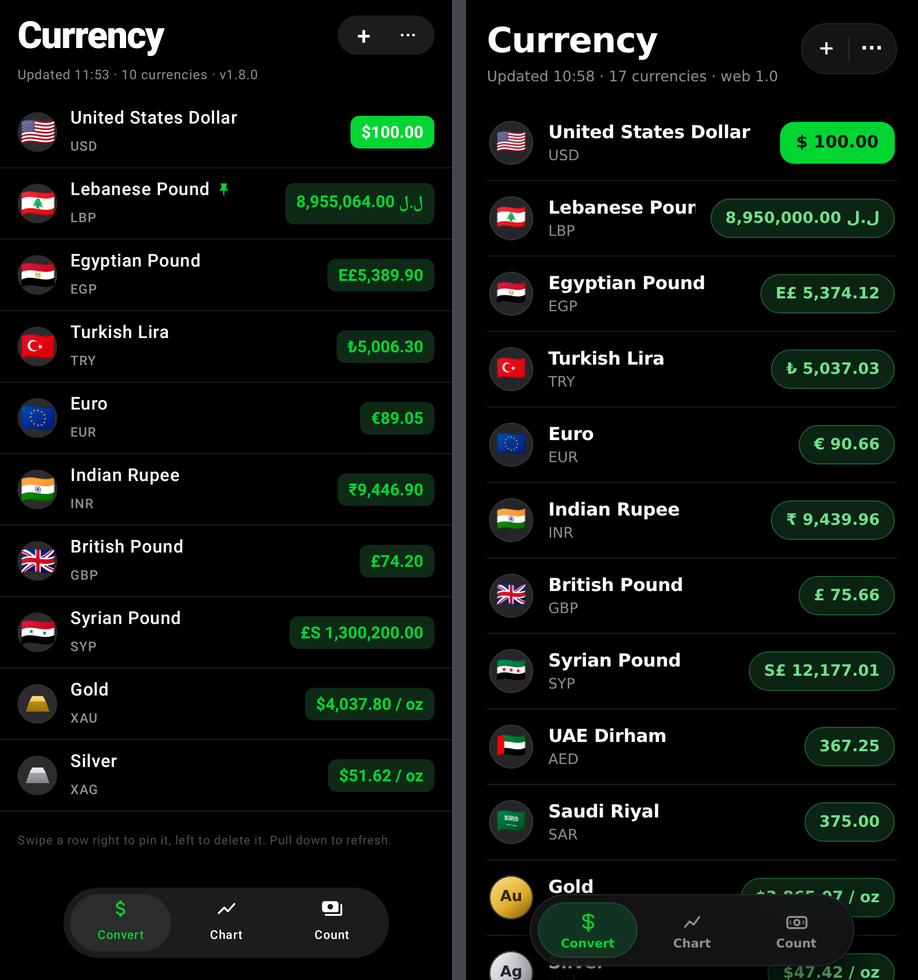 Currency
Updated 11:53 · 10 currencies · v1.8.0
United States Dollar
USD
$100.00
Lebanese Pound
LBP
8,955,064.00 ل.ل
Egyptian Pound
EGP
E£5,389.90
Turkish Lira
TRY
₺5,006.30
Euro
EUR
€89.05
Indian Rupee
INR
₹9,446.90
British Pound
GBP
£74.20
Syrian Pound
SYP
£S 1,300,200.00
Gold
XAU
$4,037.80 / oz
Silver
XAG
$51.62 / oz
Swipe a row right to pin it, left to delete it. Pull down to refresh.
$
Convert
Chart
Count
Currency
Updated 10:58 · 17 currencies · web 1.0
United States Dollar
USD
$ 100.00
Lebanese
LBP
8,950,000.00 ل.ل
Egyptian Pound
EGP
E£ 5,374.12
Turkish Lira
TRY
₺ 5,037.03
Euro
EUR
€ 90.66
Indian Rupee
INR
₹ 9,439.96
British Pound
GBP
£ 75.66
Syrian Pound
SYP
S£ 12,177.01
UAE Dirham
AED
367.25
Saudi Riyal
SAR
375.00
Au
Gold
/ oz
$
Convert
Chart
Count
Ag
$47.42 / oz